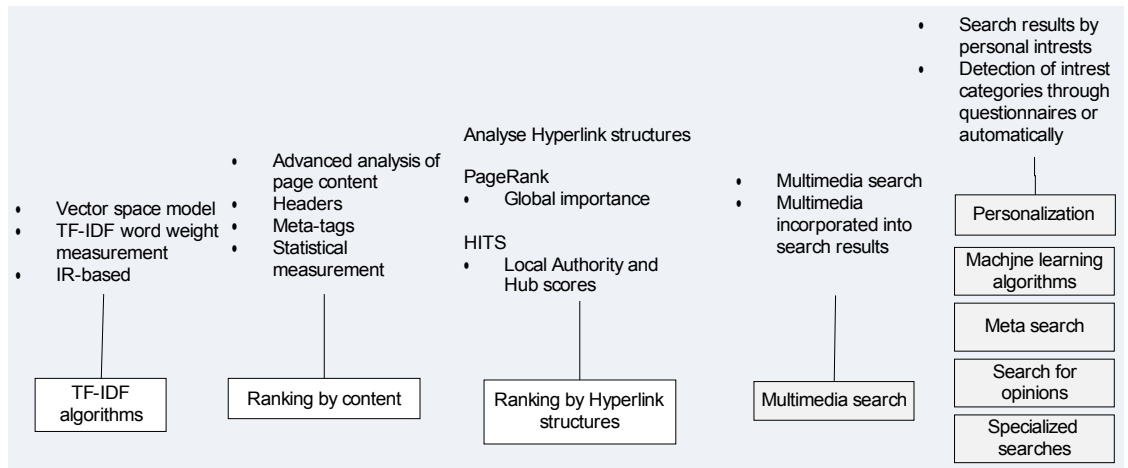 • Vector space model
• TF-IDF word weight
measurement
• IR-based
TF-IDF
algorithms
• Advanced analysis of
page content
• Headers
• Meta-tags
• Statistical
measurement
Ranking by content
Analyse Hyperlink structures
PageRank
• Global importance
HITS
• Local Authority and
Hub scores
Ranking by Hyperlink
structures
• Multimedia search
• Multimedia
incorporated into
search results
Multimedia search
• Search results by
personal intrests
• Detection of intrest
categories through
questionnaires or
automatically
Personalization
Machjne learning
algorithms
Meta search
Search for
opinions
Specialized
searches